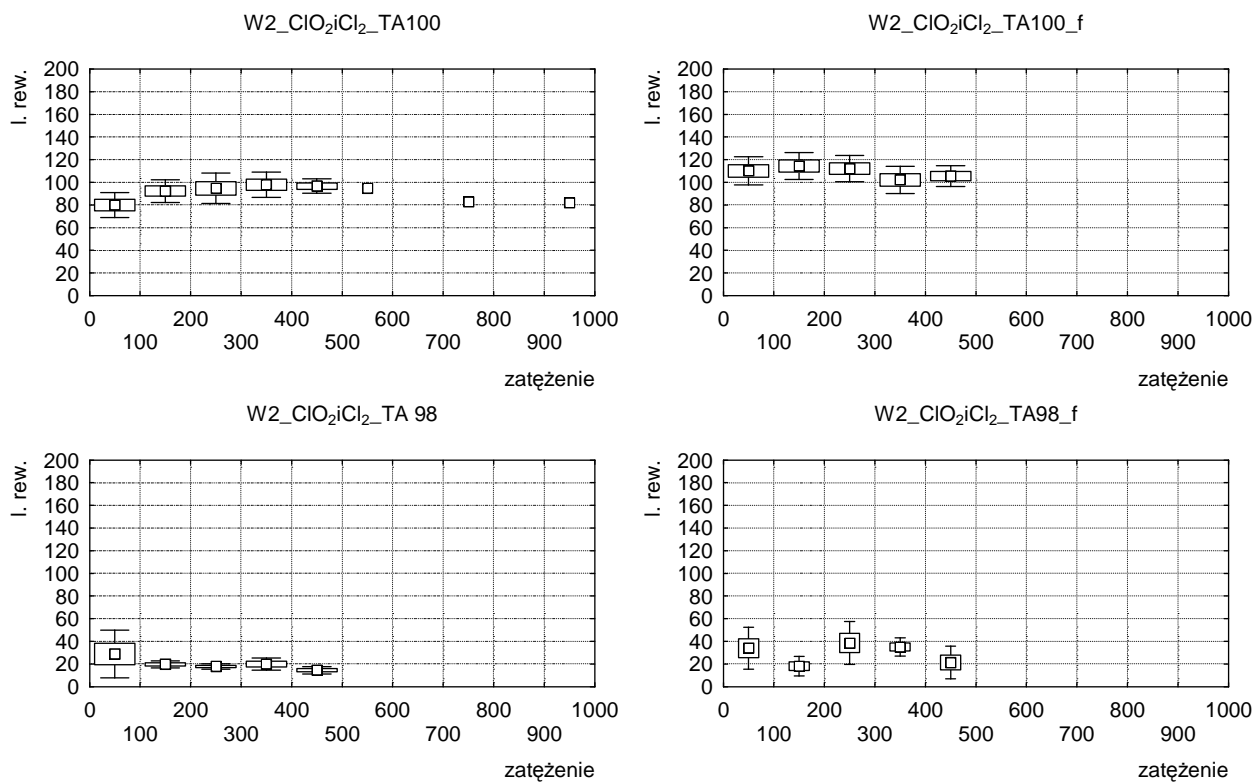 W2_ClO₂iCl₂_TA100
l. rew.
200
180
160
140
120
100
80
60
40
20
0
0 200 400 600 800 1000
100 300 500 700 900
zatężenie
W2_ClO₂iCl₂_TA100_f
l. rew.
200
180
160
140
120
100
80
60
40
20
0
0 200 400 600 800 1000
100 300 500 700 900
zatężenie
W2_ClO₂iCl₂_TA 98
l. rew.
200
180
160
140
120
100
80
60
40
20
0
0 200 400 600 800 1000
100 300 500 700 900
zatężenie
W2_ClO₂iCl₂_TA98_f
l. rew.
200
180
160
140
120
100
80
60
40
20
0
0 200 400 600 800 1000
100 300 500 700 900
zatężenie